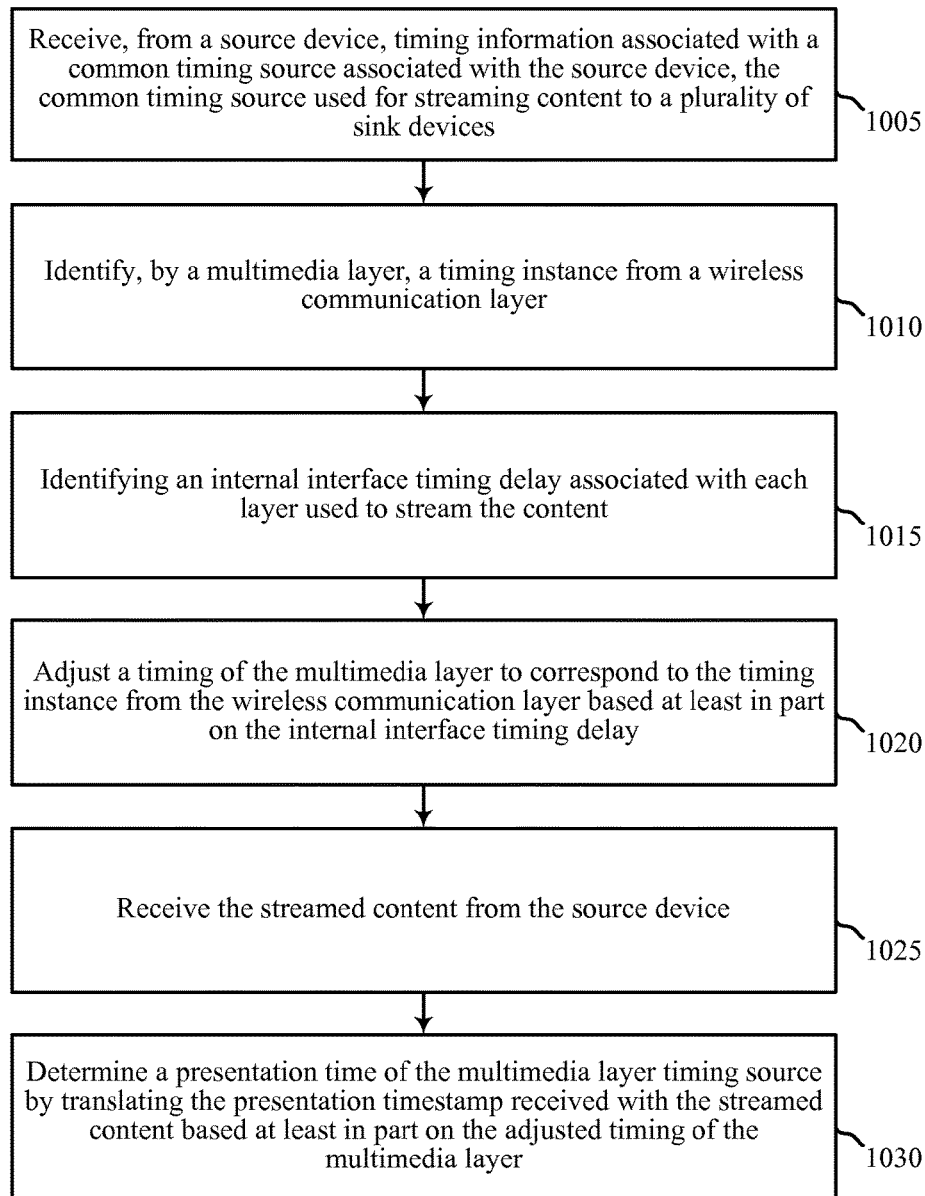 Receive, from a source device, timing information associated with a
common timing source associated with the source device, the
common timing source used for streaming content to a plurality of
sink devices
1005
Identify, by a multimedia layer, a timing instance from a wireless
communication layer
1010
Identifying an internal interface timing delay associated with each
layer used to stream the content
1015
Adjust a timing of the multimedia layer to correspond to the timing
instance from the wireless communication layer based at least in part
on the internal interface timing delay
1020
Receive the streamed content from the source device
1025
Determine a presentation time of the multimedia layer timing source
by translating the presentation timestamp received with the streamed
content based at least in part on the adjusted timing of the
multimedia layer
1030